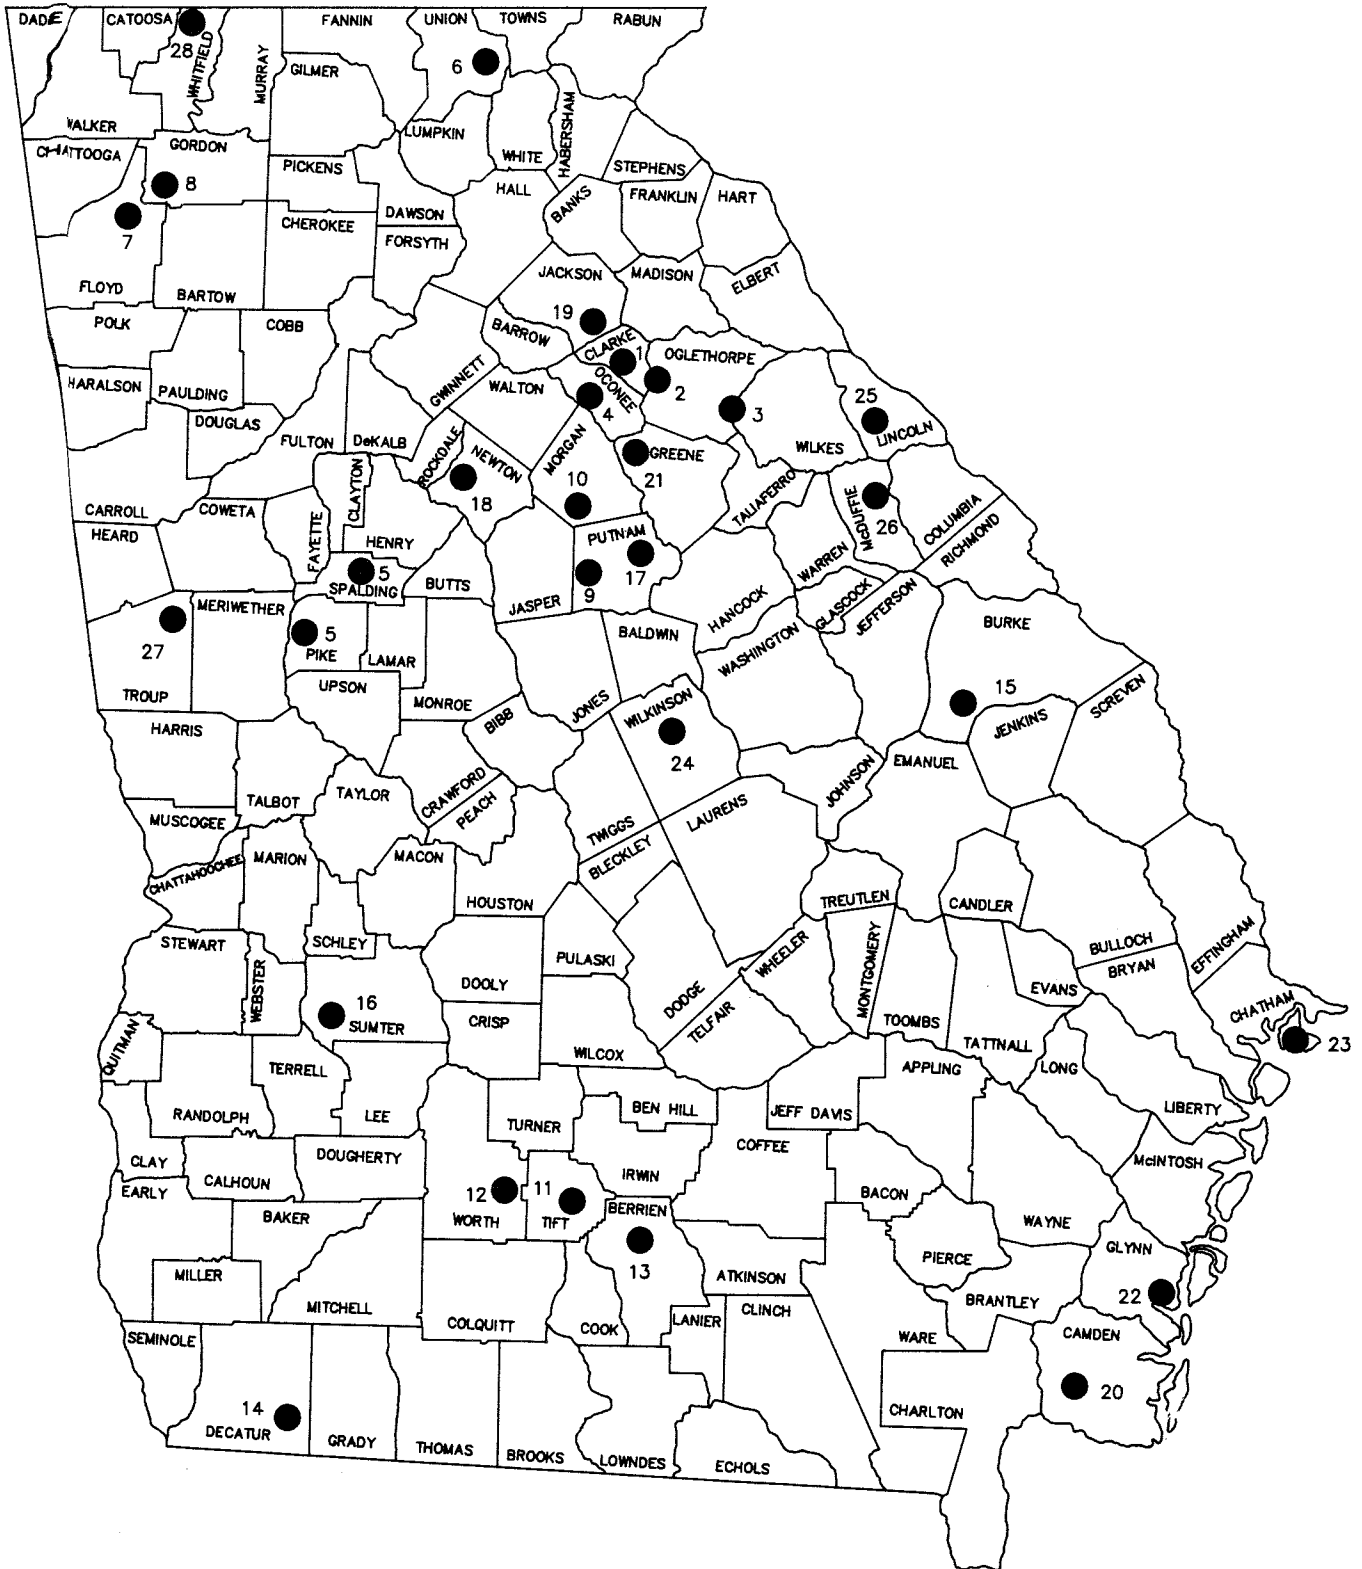 DADE
CATOOSA
FANNIN
UNION
TOWNS
RABUN
28
WHITFIELD
MURRAY
GILMER
6
HABERSHAM
WALKER
LUMPKIN
CHATTOOGA
GORDON
PICKENS
WHITE
STEPHENS
8
HALL
BANKS
FRANKLIN
HART
7
CHEROKEE
DAWSON
FORSYTH
FLOYD
BARTOW
JACKSON
MADISON
ELBERT
POLK
COBB
19
BARROW
CLARKE
1
OGLETHORPE
HARALSON
PAULDING
GWINNETT
WALTON
OCONEE
2
4
3
25
DOUGLAS
FULTON
DeKALB
ROCKDALE
NEWTON
MORGAN
GREENE
WILKES
LINCOLN
18
10
21
TALIAFERRO
CARROLL
COWETA
CLAYTON
McDUFFIE
26
COLUMBIA
HEARD
FAYETTE
HENRY
PUTNAM
RICHMOND
5
SPALDING
BUTTS
17
WARREN
JASPER
9
HANCOCK
GLASCOCK
JEFFERSON
MERIWETHER
5
PIKE
LAMAR
BALDWIN
WASHINGTON
BURKE
27
TROUP
UPSON
MONROE
JONES
WILKINSON
15
SCREVEN
HARRIS
BIBB
24
JENKINS
EMANUEL
TALBOT
TAYLOR
CRAWFORD
PEACH
JOHNSON
MUSCOGEE
TWIGGS
LAURENS
CHATTAHOOCHEE
MARION
MACON
BLECKLEY
HOUSTON
TREUTLEN
CANDLER
STEWART
SCHLEY
PULASKI
WHEELER
MONTGOMERY
BULLOCH
EFFINGHAM
WEBSTER
DOOLY
BRYAN
16
SUMTER
CRISP
DODGE
TELFAIR
TOOMBS
EVANS
CHATHAM
QUITMAN
WILCOX
TATTNALL
23
TERRELL
APPLING
LONG
RANDOLPH
LEE
TURNER
BEN HILL
JEFF DAVIS
LIBERTY
CLAY
DOUGHERTY
COFFEE
McINTOSH
EARLY
CALHOUN
IRWIN
BACON
12
11
WORTH
TIFT
BERRIEN
WAYNE
BAKER
13
PIERCE
GLYNN
MILLER
ATKINSON
22
MITCHELL
COLQUITT
COOK
LANIER
CLINCH
BRANTLEY
SEMINOLE
WARE
CAMDEN
20
14
DECATUR
GRADY
THOMAS
BROOKS
LOWNDES
ECHOLS
CHARLTON